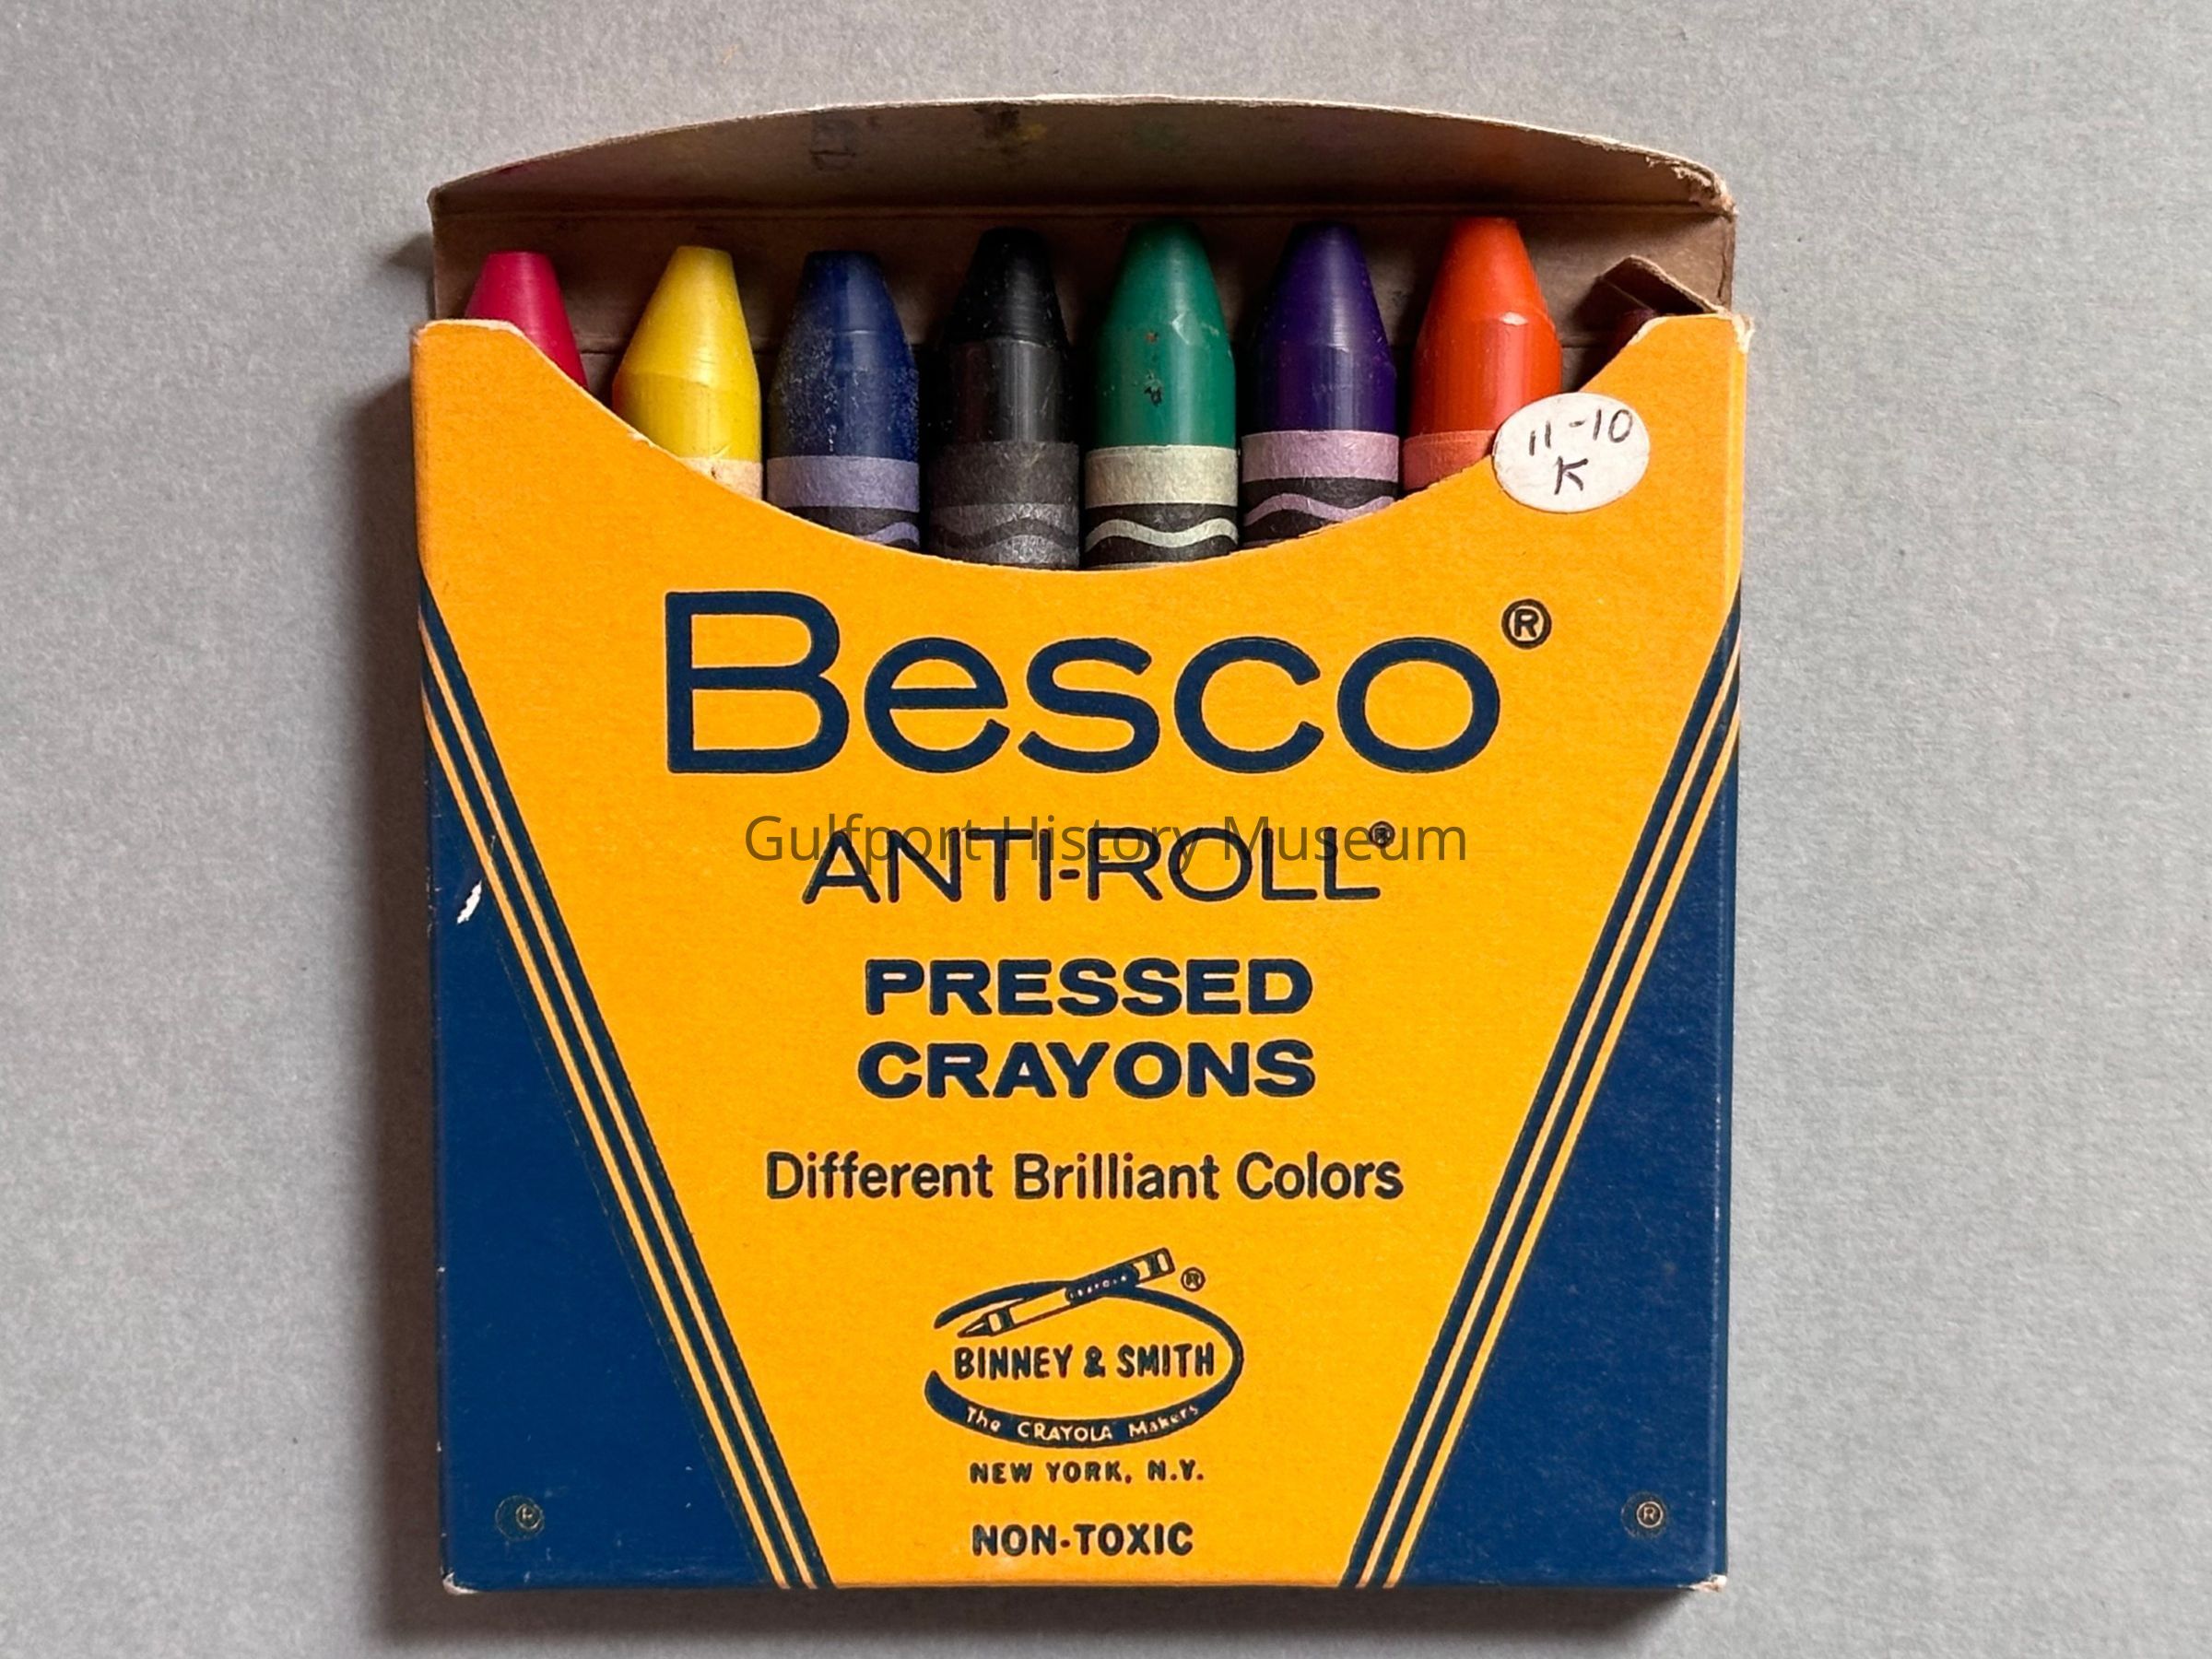 11-10
K
Besco®
Gulfport History Museum
ANTI-ROLL®
PRESSED
CRAYONS
Different Brilliant Colors
CRAYOLA
®
BINNEY & SMITH
The CRAYOLA Makers
NEW YORK, N.Y.
® ®
NON-TOXIC